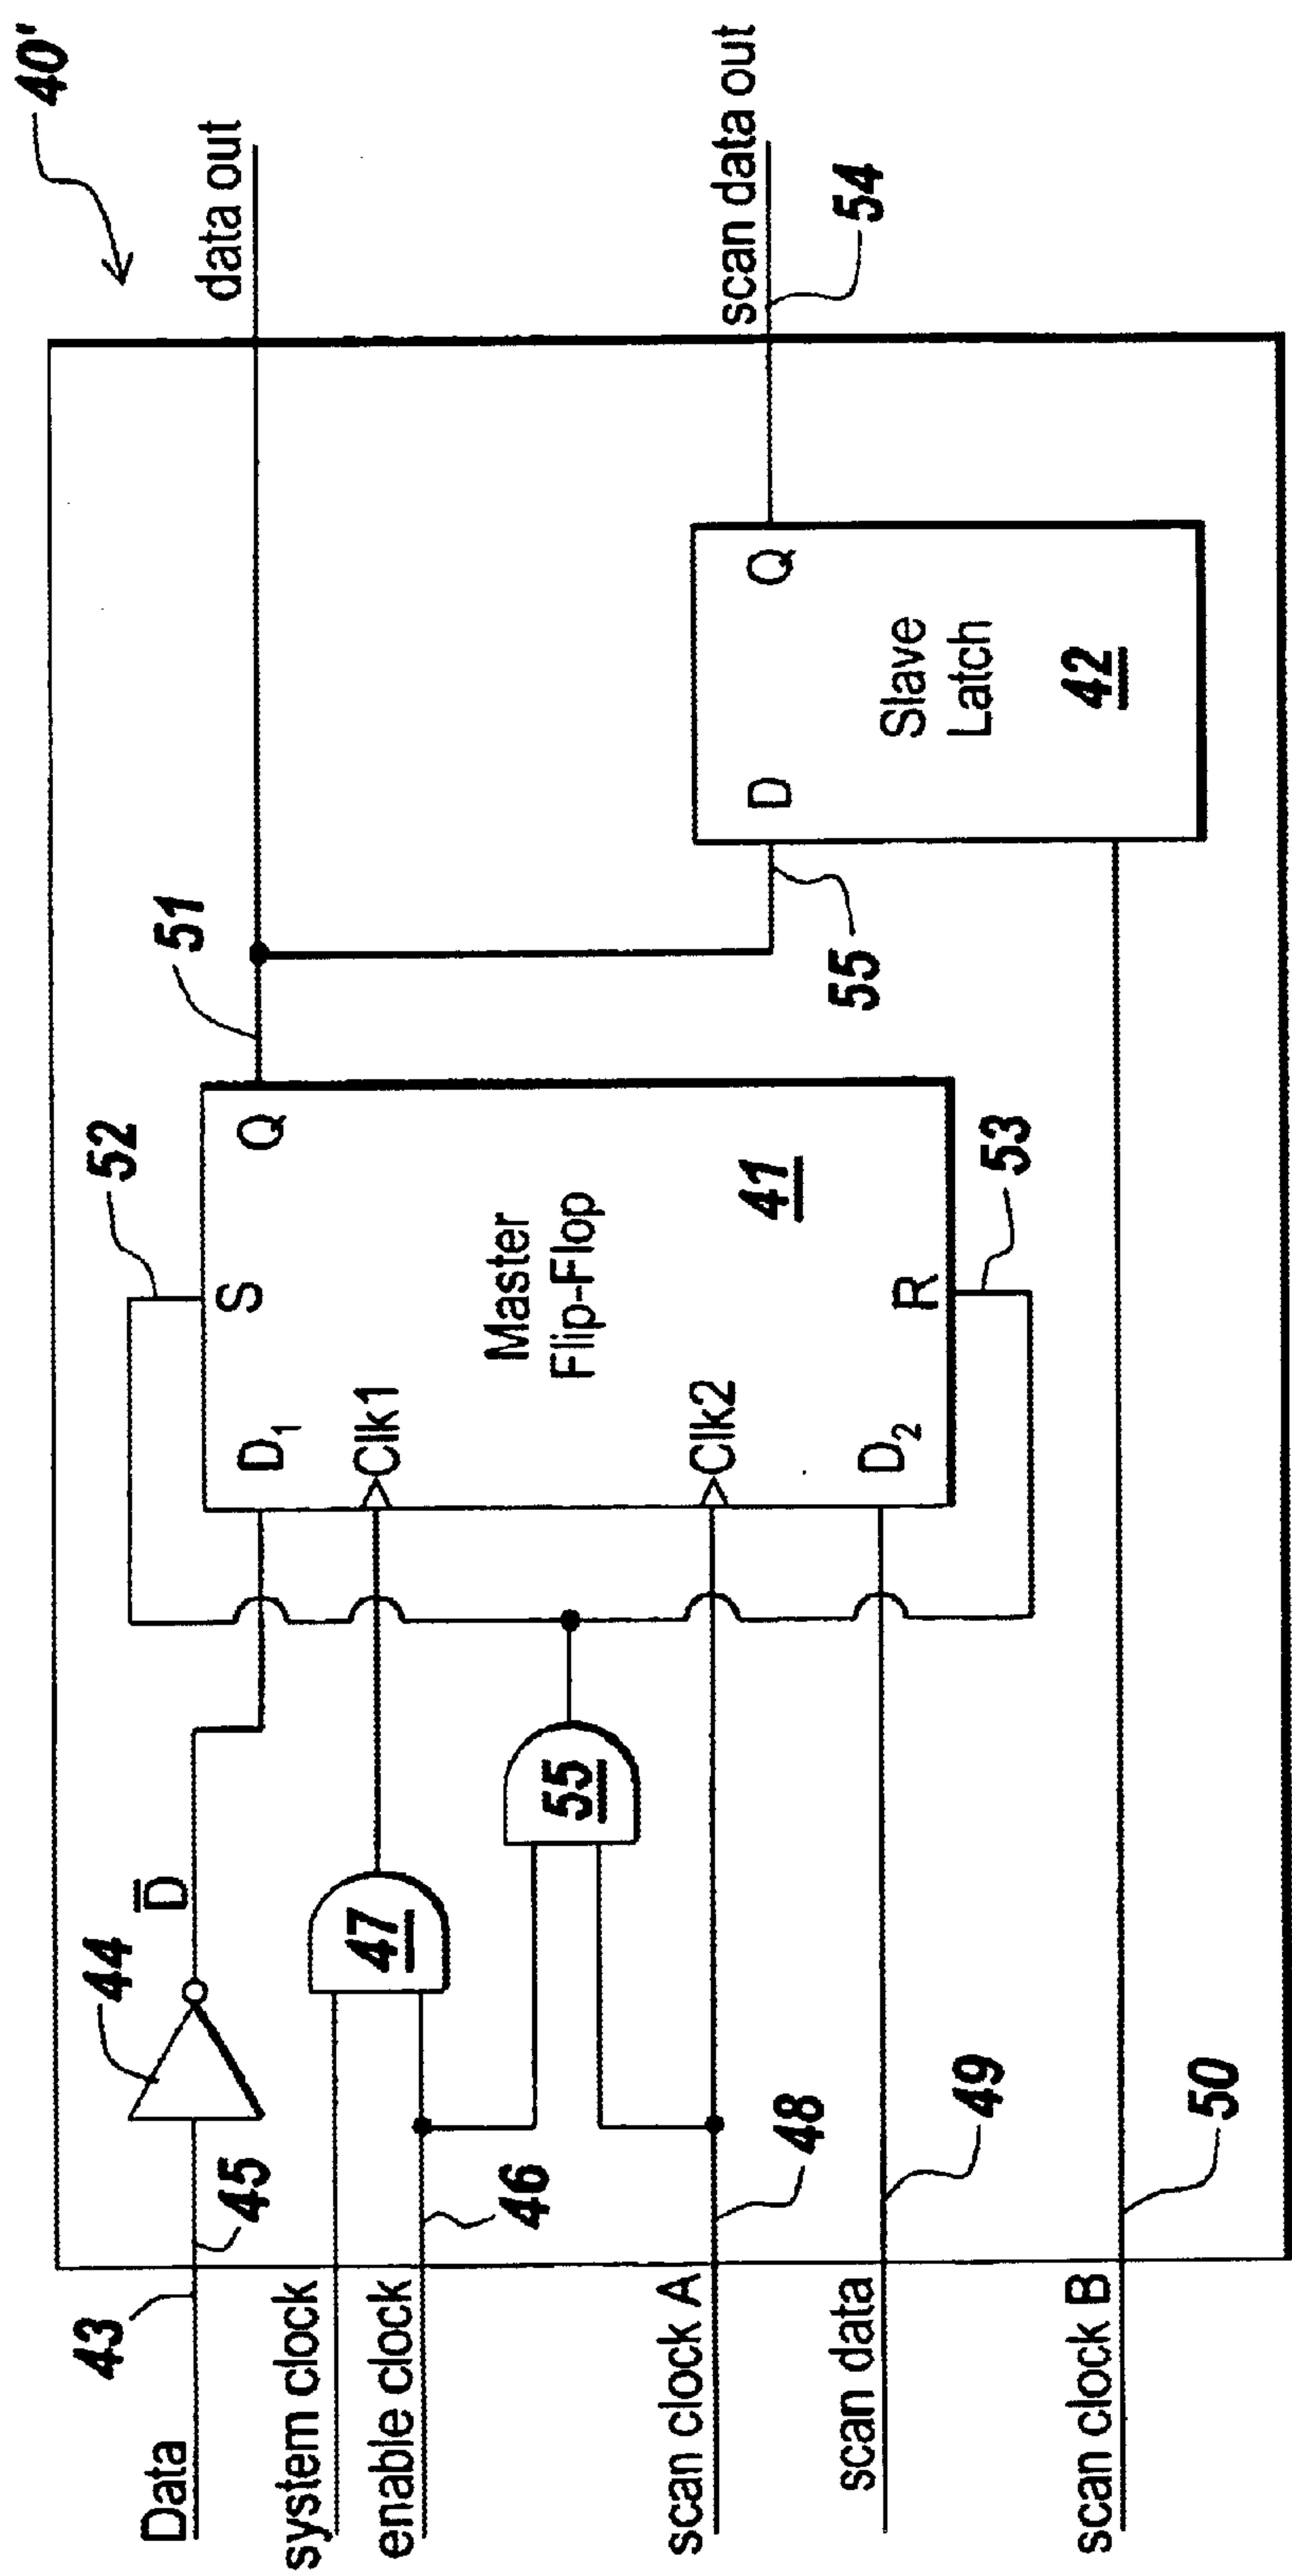 40'
Data
43
45
44
D̅
system clock
enable clock
46
47
55
scan clock A
48
scan data
49
scan clock B
50
52
S
D1
Clk1
Clk2
D2
R
Q
Master
Flip-Flop
41
53
51
55
D
Q
Slave
Latch
42
data out
scan data out
54